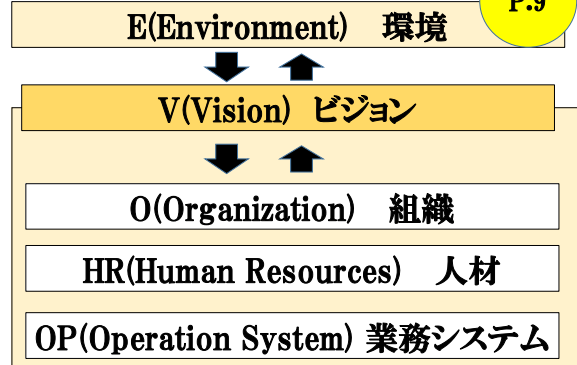 P.9
E(Environment) 環境
V(Vision) ビジョン
O(Organization) 組織
HR(Human Resources) 人材
OP(Operation System) 業務システム